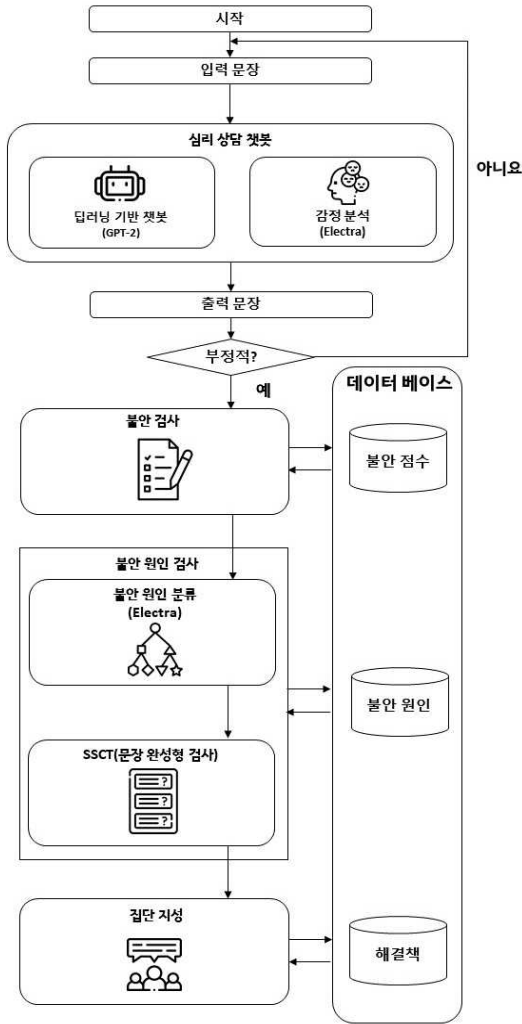 시작
입력 문장
심리 상담 챗봇
딥러닝 기반 챗봇
(GPT-2)
감정 분석
(Electra)
아니요
출력 문장
부정적?
예
데이터 베이스
불안 검사
불안 점수
불안 원인 검사
불안 원인 분류
(Electra)
불안 원인
SSCT(문장 완성형 검사)
?
?
?
집단 지성
해결책